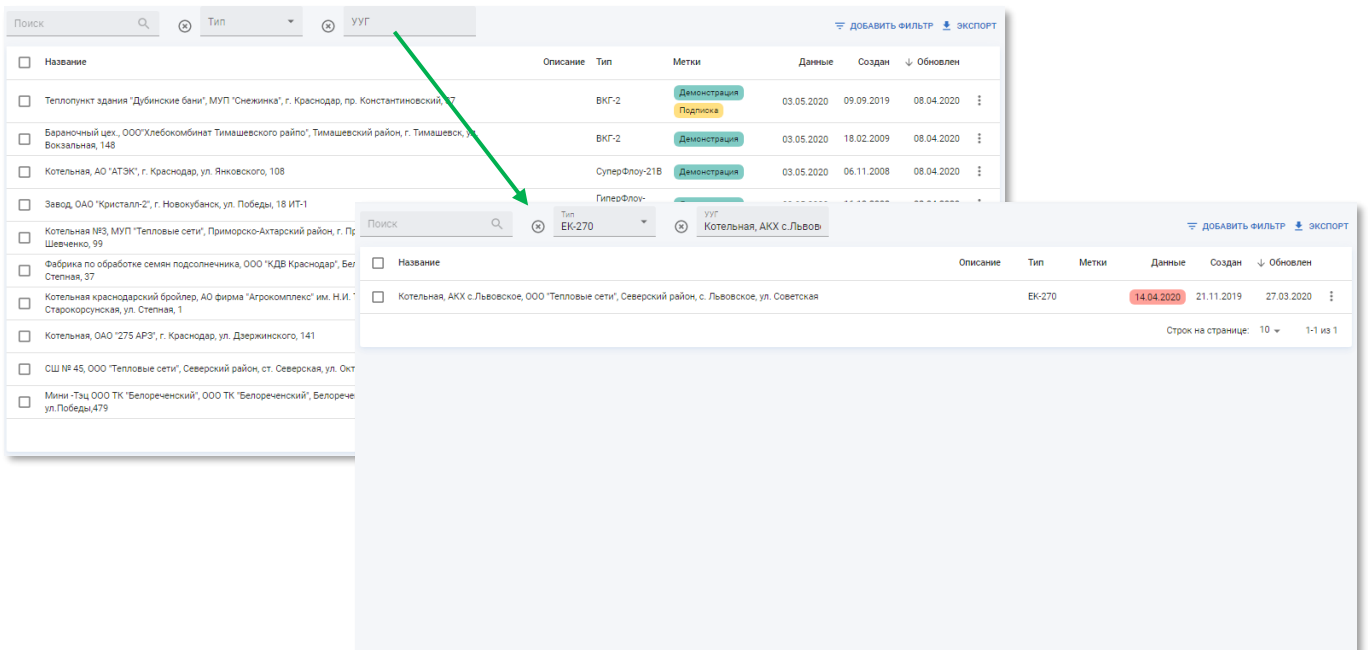 Поиск Тип УУГ ДОБАВИТЬ ФИЛЬТР ЭКСПОРТ
Название Описание Тип Метки Данные Создан Обновлен
Теплопункт здания "Дубинские бани", МУП "Снежинка", г. Краснодар, пр. Константиновский, ВКГ-2 Демонстрация 03.05.2020 09.09.2019 08.04.2020
Подписка
Бараночный цех., ООО"Хлебокомбинат Тимашевского райпо", Тимашевский район, г. Тимашевск, ул. ВКГ-2 Демонстрация 03.05.2020 18.02.2009 08.04.2020
Вокзальная, 148
Котельная, АО "АТЭК", г. Краснодар, ул. Янковского, 108 СуперФлоу-21В Демонстрация 03.05.2020 06.11.2008 08.04.2020
Завод, ОАО "Кристалл-2", г. Новокубанск, ул. Победы, 18 ИТ-1 ГиперФлоу-
Котельная №3, МУП "Тепловые сети", Приморско-Ахтарский район, г. Пр
Шевченко, 99
Фабрика по обработке семян подсолнечника, ООО "КДВ Краснодар", Бел
Степная, 37
Котельная краснодарский бройлер, АО фирма "Агрокомплекс" им. Н.И.
Старокорсунская, ул. Степная, 1
Котельная, ОАО "275 АРЗ", г. Краснодар, ул. Дзержинского, 141
СШ № 45, ООО "Тепловые сети", Северский район, ст. Северская, ул. Окт
Мини -Тэц ООО ТК "Белореченский", ООО ТК "Белореченский", Белорече
ул.Победы,479
Поиск Тип УУГ ДОБАВИТЬ ФИЛЬТР ЭКСПОРТ
ЕК-270 Котельная, АКХ с.Львов
Название Описание Тип Метки Данные Создан Обновлен
Котельная, АКХ с.Львовское, ООО "Тепловые сети", Северский район, с. Львовское, ул. Советская ЕК-270 14.04.2020 21.11.2019 27.03.2020
Строк на странице: 10 1-1 из 1